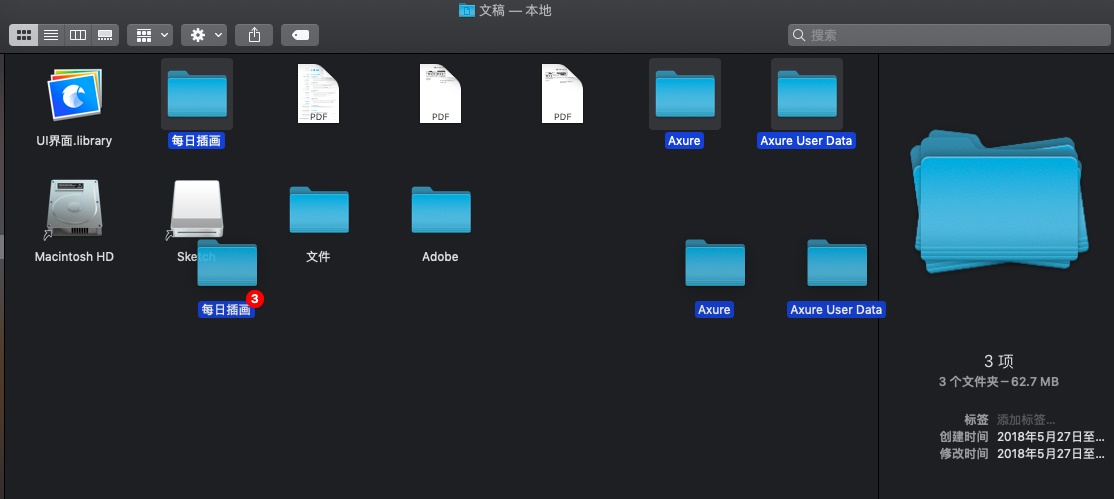 文稿 — 本地
搜索
UI界面.library
每日插画
PDF
PDF
PDF
Axure
Axure User Data
Macintosh HD
Sketch
文件
Adobe
每日插画
3
Axure
Axure User Data
3 项
3 个文件夹 – 62.7 MB
标签 添加标签...
创建时间 2018年5月27日至...
修改时间 2018年5月27日至...